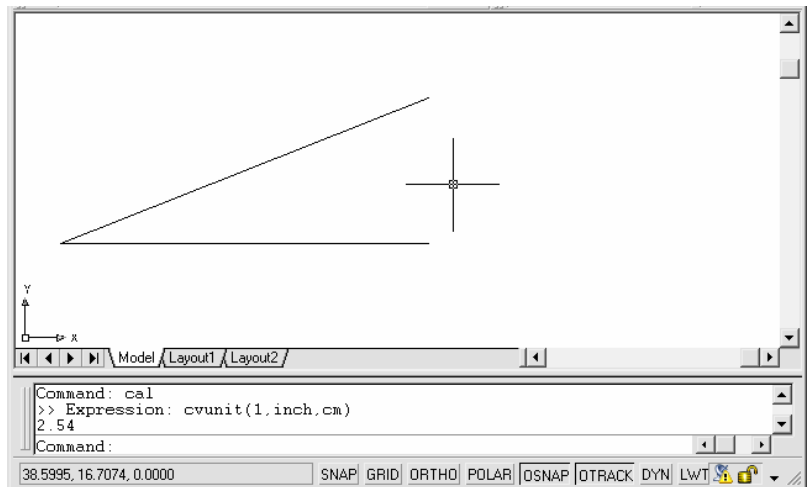 Y
X
Model Layout1 Layout2
Command: cal
>> Expression: cvunit(1,inch,cm)
2.54
Command:
38.5995, 16.7074, 0.0000 SNAP GRID ORTHO POLAR OSNAP OTRACK DYN LWT